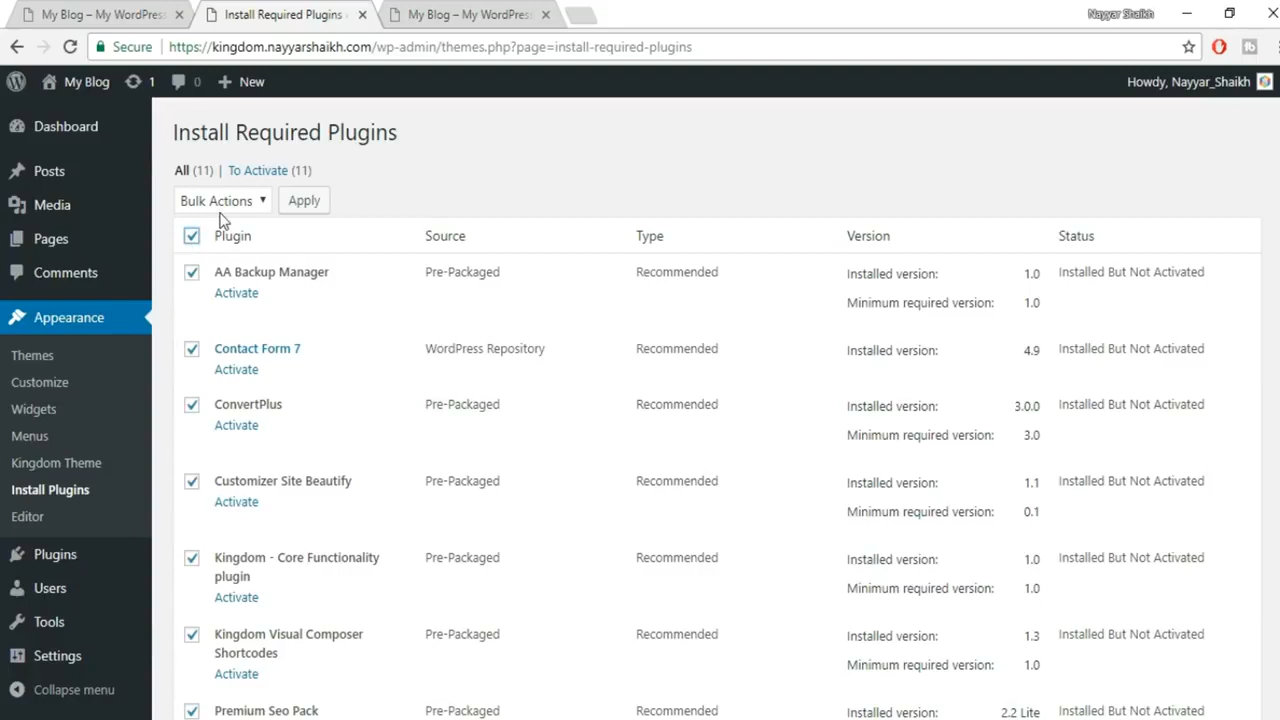 My Blog – My WordPress
Install Required Plugins
My Blog – My WordPress
Nayyar Shaikh
Secure
https://kingdom.nayyarshaikh.com/wp-admin/themes.php?page=install-required-plugins
My Blog
1
0
New
Howdy, Nayyar_Shaikh
Dashboard
Posts
Media
Pages
Comments
Appearance
Themes
Customize
Widgets
Menus
Kingdom Theme
Install Plugins
Editor
Plugins
Users
Tools
Settings
Collapse menu
Install Required Plugins
All (11) | To Activate (11)
Bulk Actions
Apply
Plugin Source Type Version Status
AA Backup Manager Pre-Packaged Recommended Installed version: 1.0 Installed But Not Activated
Activate
Minimum required version: 1.0
Contact Form 7 WordPress Repository Recommended Installed version: 4.9 Installed But Not Activated
Activate
ConvertPlus Pre-Packaged Recommended Installed version: 3.0.0 Installed But Not Activated
Activate
Minimum required version: 3.0
Customizer Site Beautify Pre-Packaged Recommended Installed version: 1.1 Installed But Not Activated
Activate
Minimum required version: 0.1
Kingdom - Core Functionality Pre-Packaged Recommended Installed version: 1.0 Installed But Not Activated
plugin
Minimum required version: 1.0
Activate
Kingdom Visual Composer Pre-Packaged Recommended Installed version: 1.3 Installed But Not Activated
Shortcodes
Minimum required version: 1.0
Activate
Premium Seo Pack Pre-Packaged Recommended Installed version: 2.2 Lite Installed But Not Activated